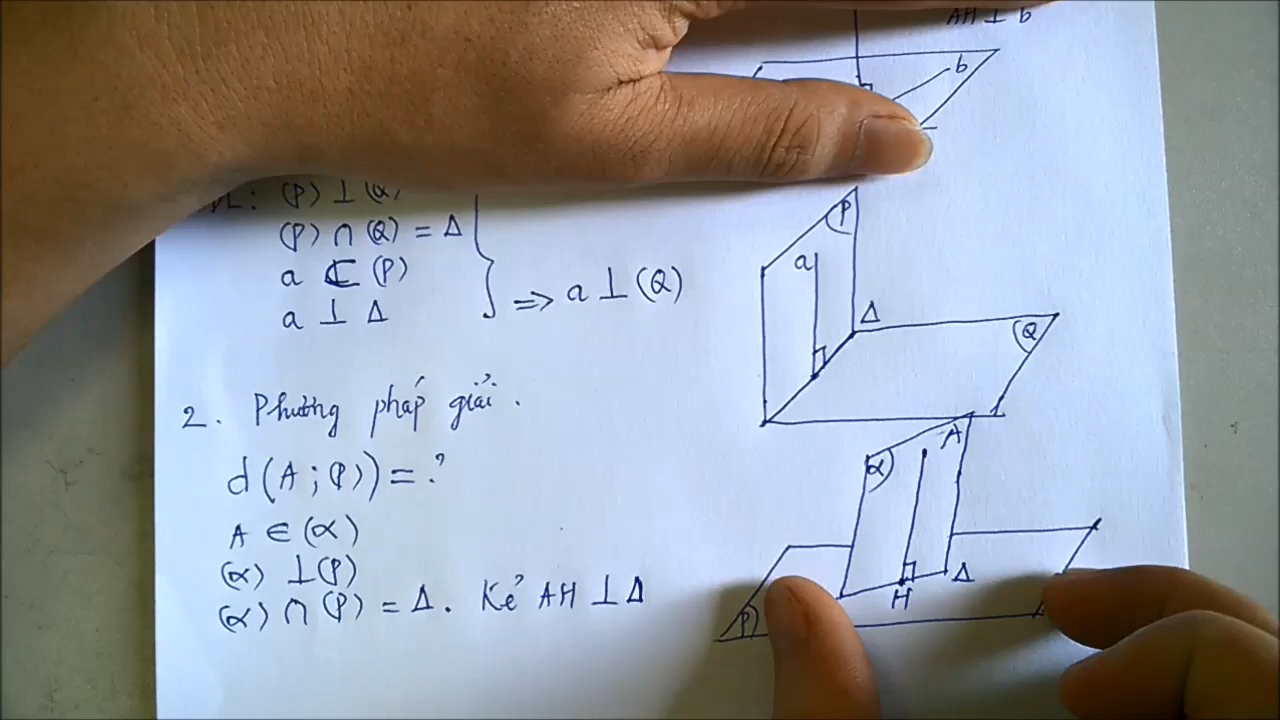 AH ⊥ b
b
(P) ⊥ (Q)
(P) ∩ (Q) = Δ
a ⊂ (P)
a ⊥ Δ
=> a ⊥ (Q)
P
a
Δ
Q
2. Phương pháp giải.
d(A; (P)) = ?
A ∈ (α)
(α) ⊥ (P)
(α) ∩ (P) = Δ. Kẻ AH ⊥ Δ
A
α
Δ
H
P